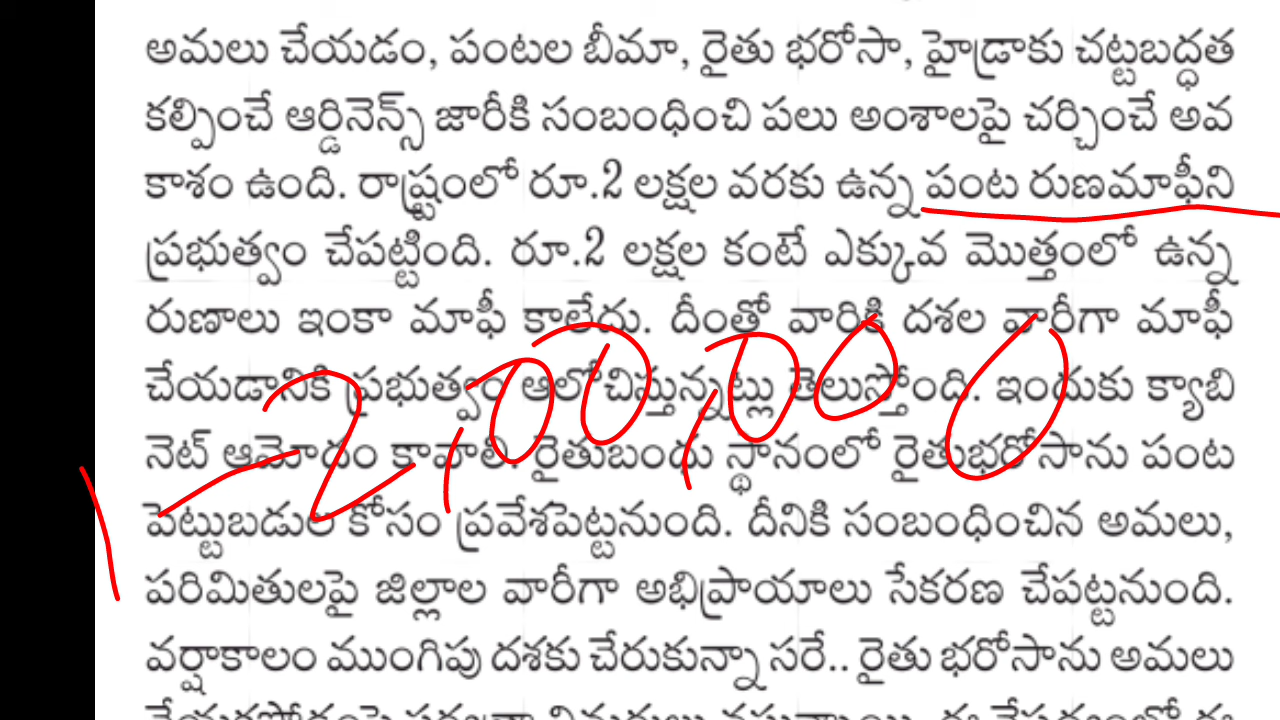 అమలు చేయడం, పంటల బీమా, రైతు భరోసా, హైడ్రాకు చట్టబద్ధత
కల్పించే ఆర్డినెన్స్ జారీకి సంబంధించి పలు అంశాలపై చర్చించే అవ
కాశం ఉంది. రాష్ట్రంలో రూ.2 లక్షల వరకు ఉన్న పంట రుణమాఫీని
ప్రభుత్వం చేపట్టింది. రూ.2 లక్షల కంటే ఎక్కువ మొత్తంలో ఉన్న
రుణాలు ఇంకా మాఫీ కాలేదు. దీంతో వారికి దశల వారీగా మాఫీ
చేయడానికి ప్రభుత్వం ఆలోచిస్తున్నట్లు తెలుస్తోంది. ఇందుకు క్యాబి
2,00,000
నెట్ ఆమోదం కావాలి. రైతుబంధు స్థానంలో రైతుభరోసాను పంట
పెట్టుబడుల కోసం ప్రవేశపెట్టనుంది. దీనికి సంబంధించిన అమలు,
పరిమితులపై జిల్లాల వారీగా అభిప్రాయాలు సేకరణ చేపట్టనుంది.
వర్షాకాలం ముంగిపు దశకు చేరుకున్నా సరే.. రైతు భరోసాను అమలు